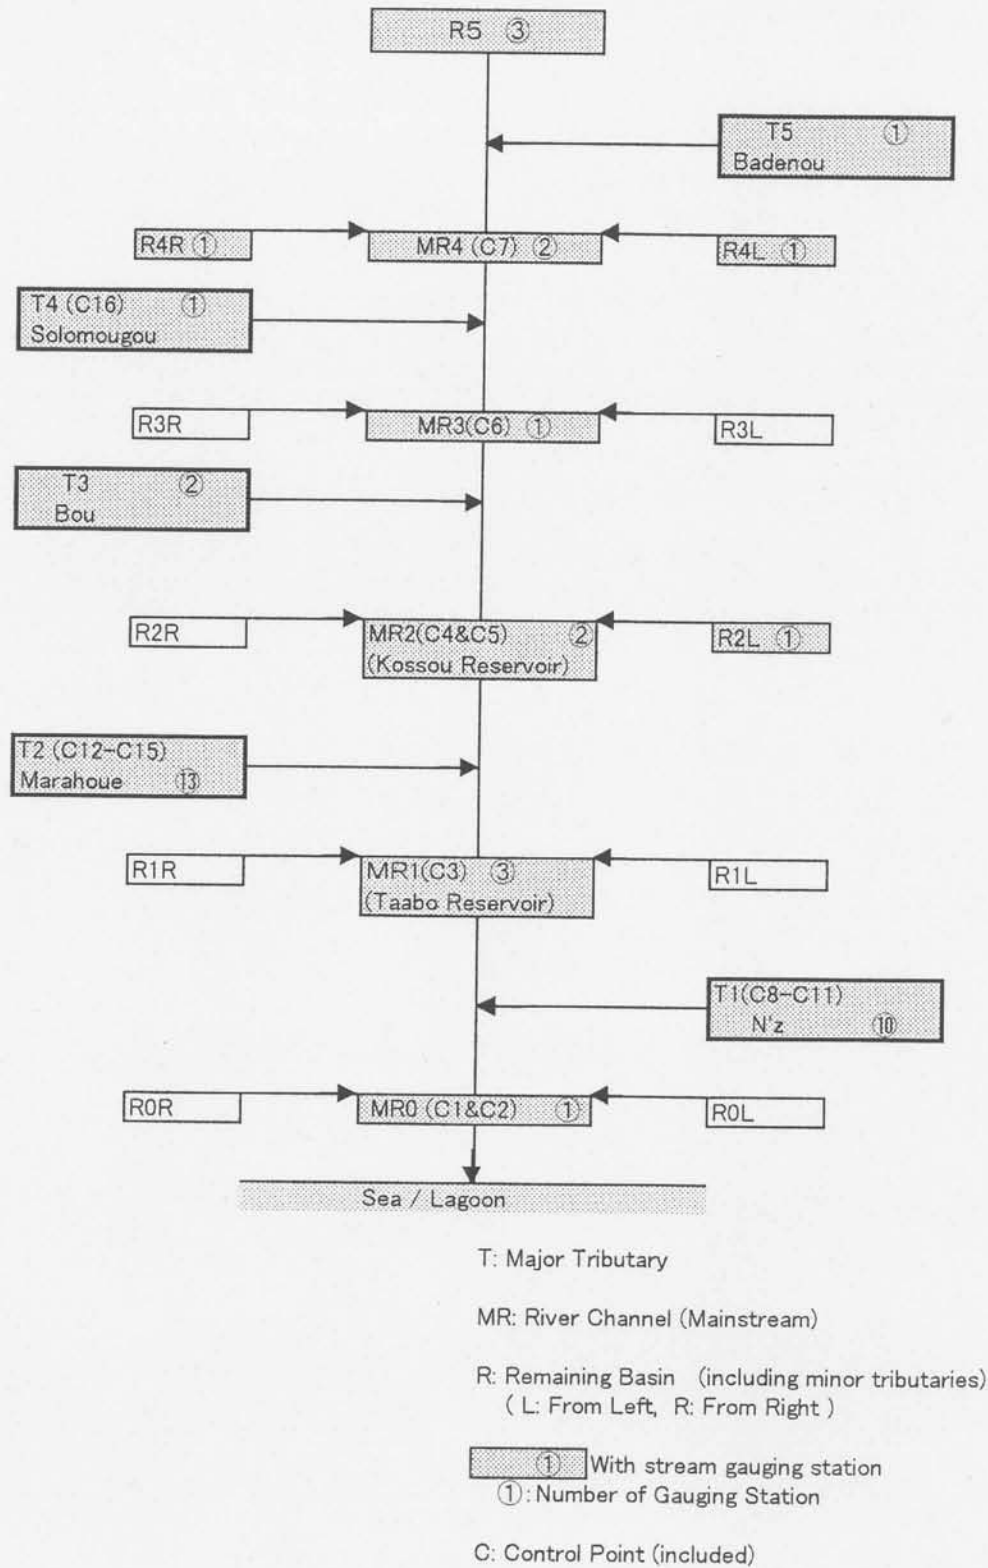 R5 ③
T5 ①
Badenou
R4R ①
MR4 (C7) ②
R4L ①
T4 (C16) ①
Solomougou
R3R
MR3(C6) ①
R3L
T3 ②
Bou
R2R
MR2(C4&C5) ②
(Kossou Reservoir)
R2L ①
T2 (C12-C15)
Marahoue ⑬
R1R
MR1(C3) ③
(Taabo Reservoir)
R1L
T1(C8-C11)
N'z ⑩
R0R
MR0 (C1&C2) ①
R0L
Sea / Lagoon
T: Major Tributary
MR: River Channel (Mainstream)
R: Remaining Basin (including minor tributaries)
( L: From Left, R: From Right )
① With stream gauging station
①: Number of Gauging Station
C: Control Point (included)